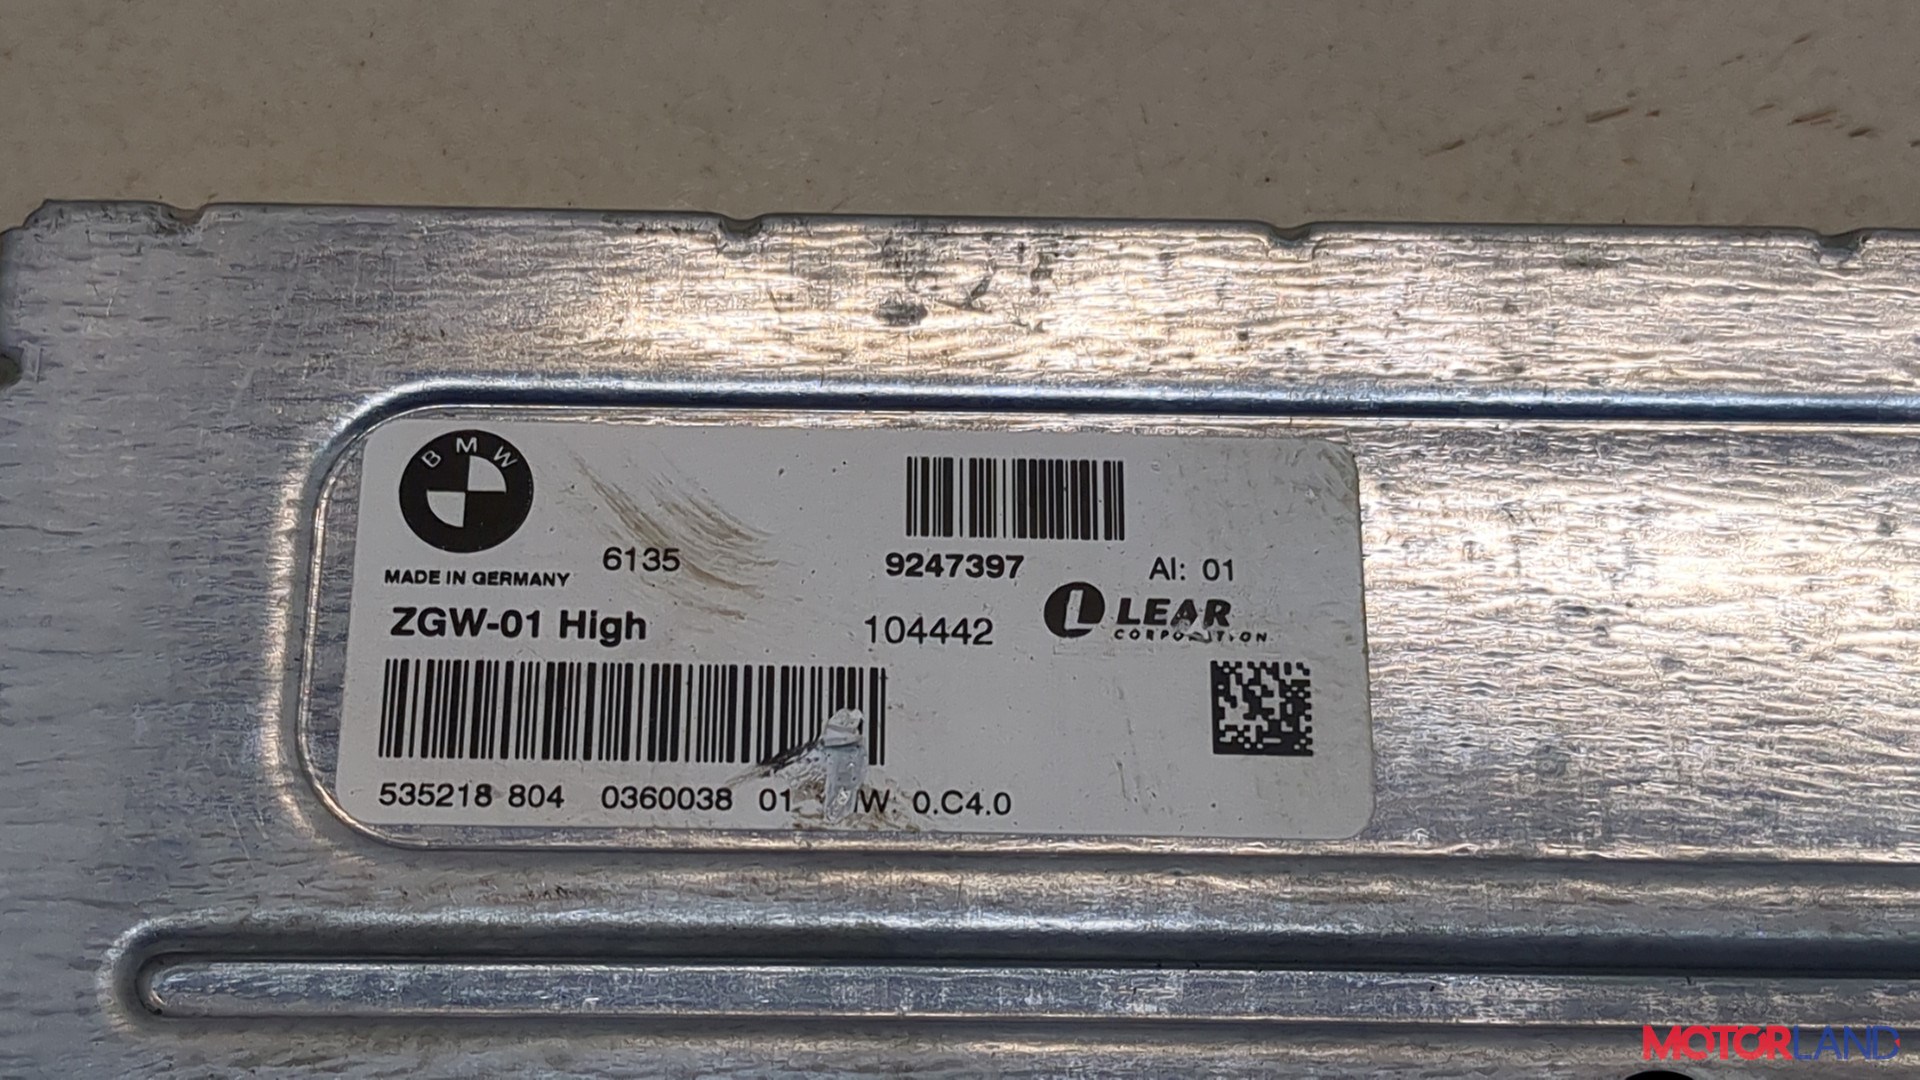 BMW
MADE IN GERMANY
6135
9247397
AI: 01
ZGW-01 High
104442
L LEAR
CORPORATION
535218 804 0360038 01 W: 0.C4.0
MOTORLAND